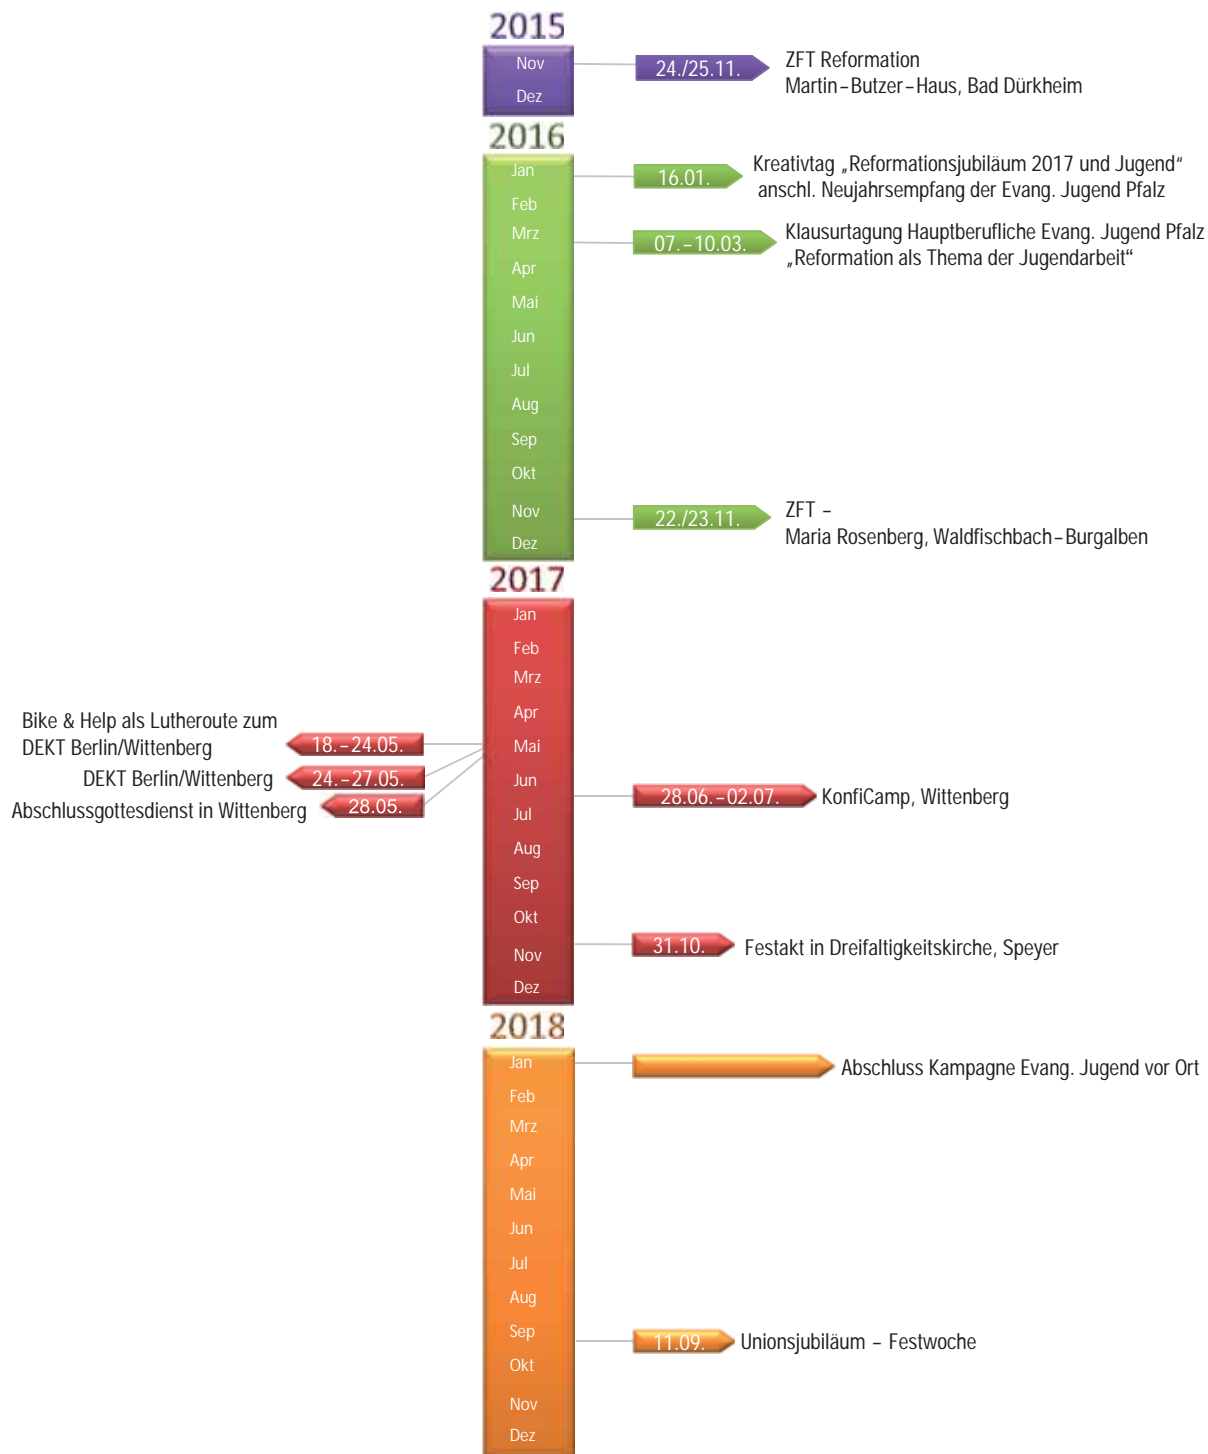 2015
Nov
24./25.11.
ZFT Reformation
Martin-Butzer-Haus, Bad Dürkheim
Dez
2016
Jan
16.01.
Kreativtag „Reformationsjubiläum 2017 und Jugend“
anschl. Neujahrsempfang der Evang. Jugend Pfalz
Feb
Mrz
07.-10.03.
Klausurtagung Hauptberufliche Evang. Jugend Pfalz
„Reformation als Thema der Jugendarbeit“
Apr
Mai
Jun
Jul
Aug
Sep
Okt
Nov
22./23.11.
ZFT –
Maria Rosenberg, Waldfischbach-Burgalben
Dez
2017
Jan
Feb
Mrz
Apr
Bike & Help als Lutheroute zum
DEKT Berlin/Wittenberg
18.-24.05.
Mai
DEKT Berlin/Wittenberg
24.-27.05.
Jun
Abschlussgottesdienst in Wittenberg
28.05.
28.06.-02.07.
KonfiCamp, Wittenberg
Jul
Aug
Sep
Okt
31.10.
Festakt in Dreifaltigkeitskirche, Speyer
Nov
Dez
2018
Jan
Abschluss Kampagne Evang. Jugend vor Ort
Feb
Mrz
Apr
Mai
Jun
Jul
Aug
Sep
11.09.
Unionsjubiläum – Festwoche
Okt
Nov
Dez